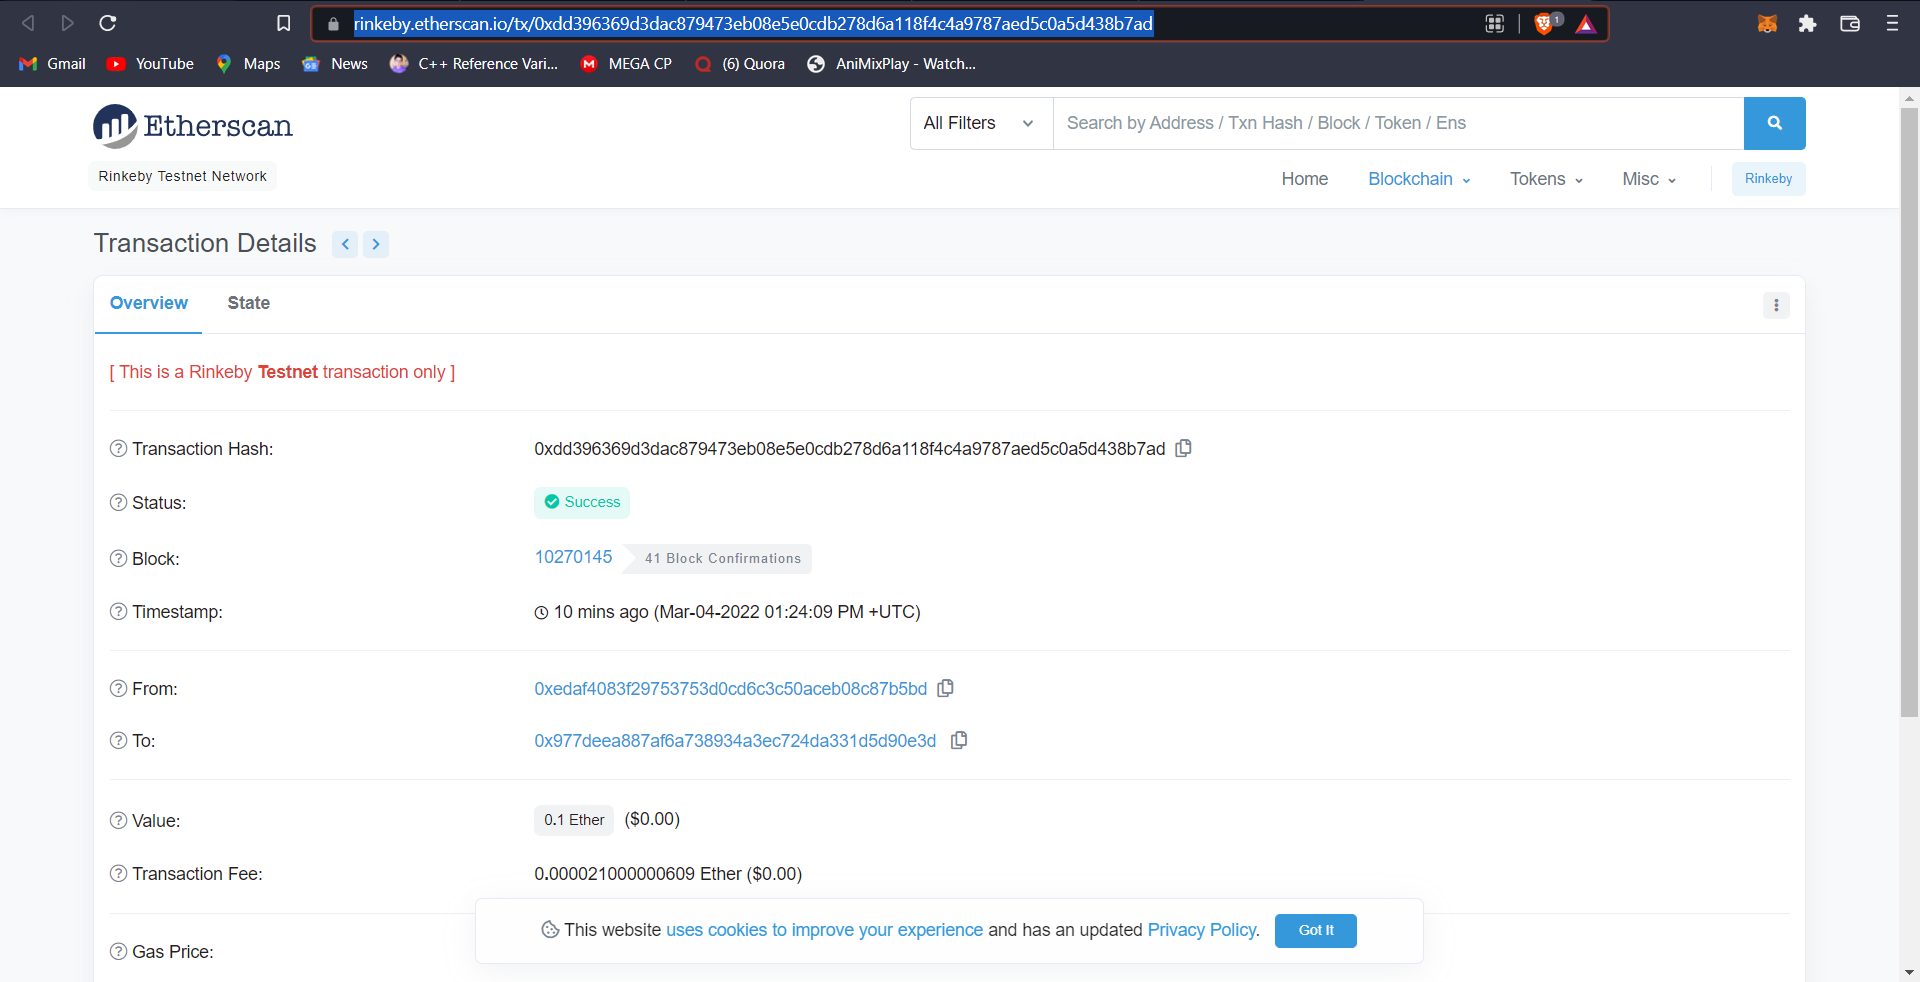 rinkeby.etherscan.io/tx/0xdd396369d3dac879473eb08e5e0cdb278d6a118f4c4a9787aed5c0a5d438b7ad
1
Gmail YouTube Maps News C++ Reference Vari... MEGA CP (6) Quora AniMixPlay - Watch...
Etherscan
All Filters Search by Address / Txn Hash / Block / Token / Ens
Rinkeby Testnet Network
Home Blockchain Tokens Misc Rinkeby
Transaction Details
Overview State
[ This is a Rinkeby Testnet transaction only ]
Transaction Hash: 0xdd396369d3dac879473eb08e5e0cdb278d6a118f4c4a9787aed5c0a5d438b7ad
Status: Success
Block: 10270145 41 Block Confirmations
Timestamp: 10 mins ago (Mar-04-2022 01:24:09 PM +UTC)
From: 0xedaf4083f29753753d0cd6c3c50aceb08c87b5bd
To: 0x977deea887af6a738934a3ec724da331d5d90e3d
Value: 0.1 Ether ($0.00)
Transaction Fee: 0.000021000000609 Ether ($0.00)
This website uses cookies to improve your experience and has an updated Privacy Policy. Got It
Gas Price: